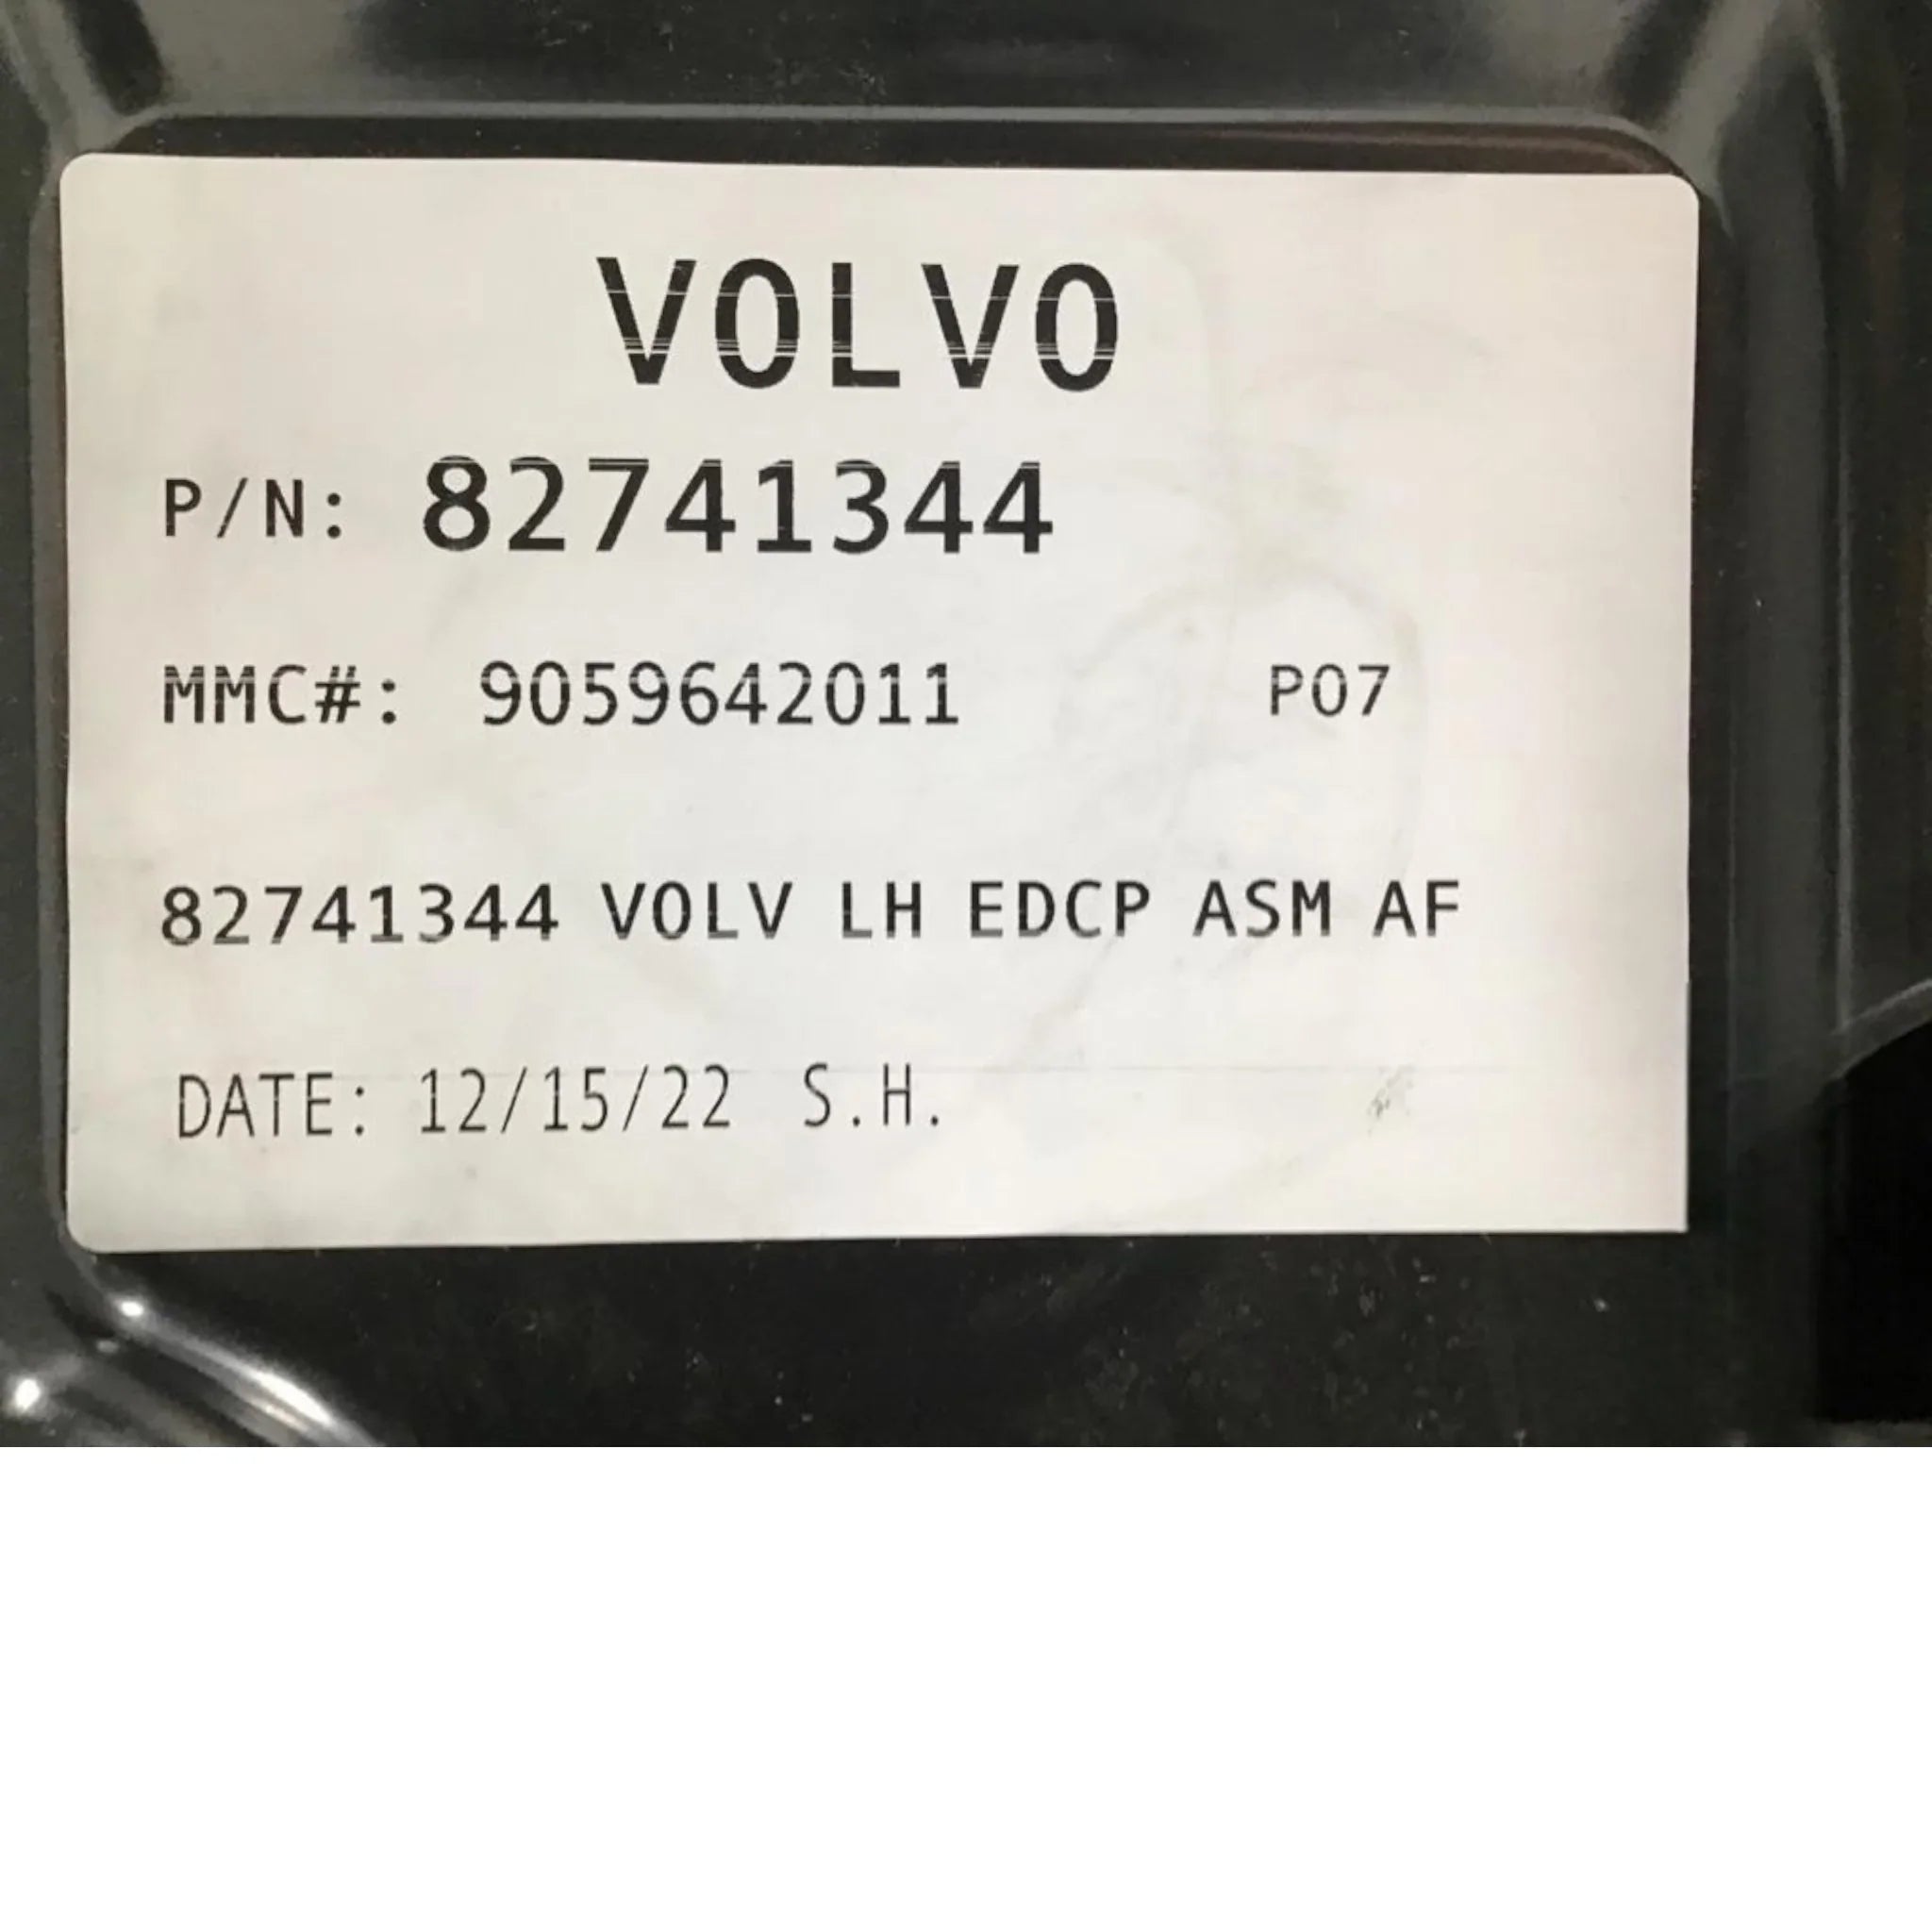 VOLVO
P/N: 82741344
MMC#: 9059642011 P07
82741344 VOLV LH EDCP ASM AF
DATE: 12/15/22 S.H.